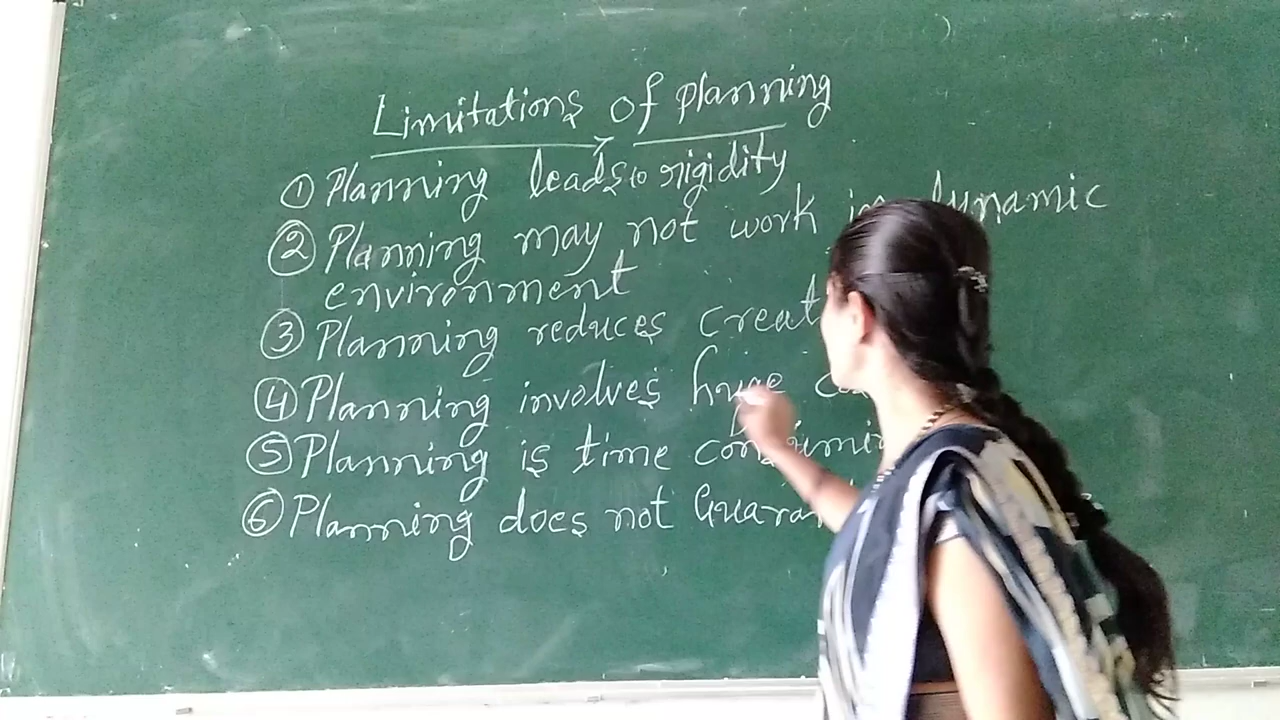 Limitations of planning
① Planning leads to rigidity
② Planning may not work in dynamic
environment
③ Planning reduces
④ Planning involves huge
⑤ Planning is time
⑥ Planning does not